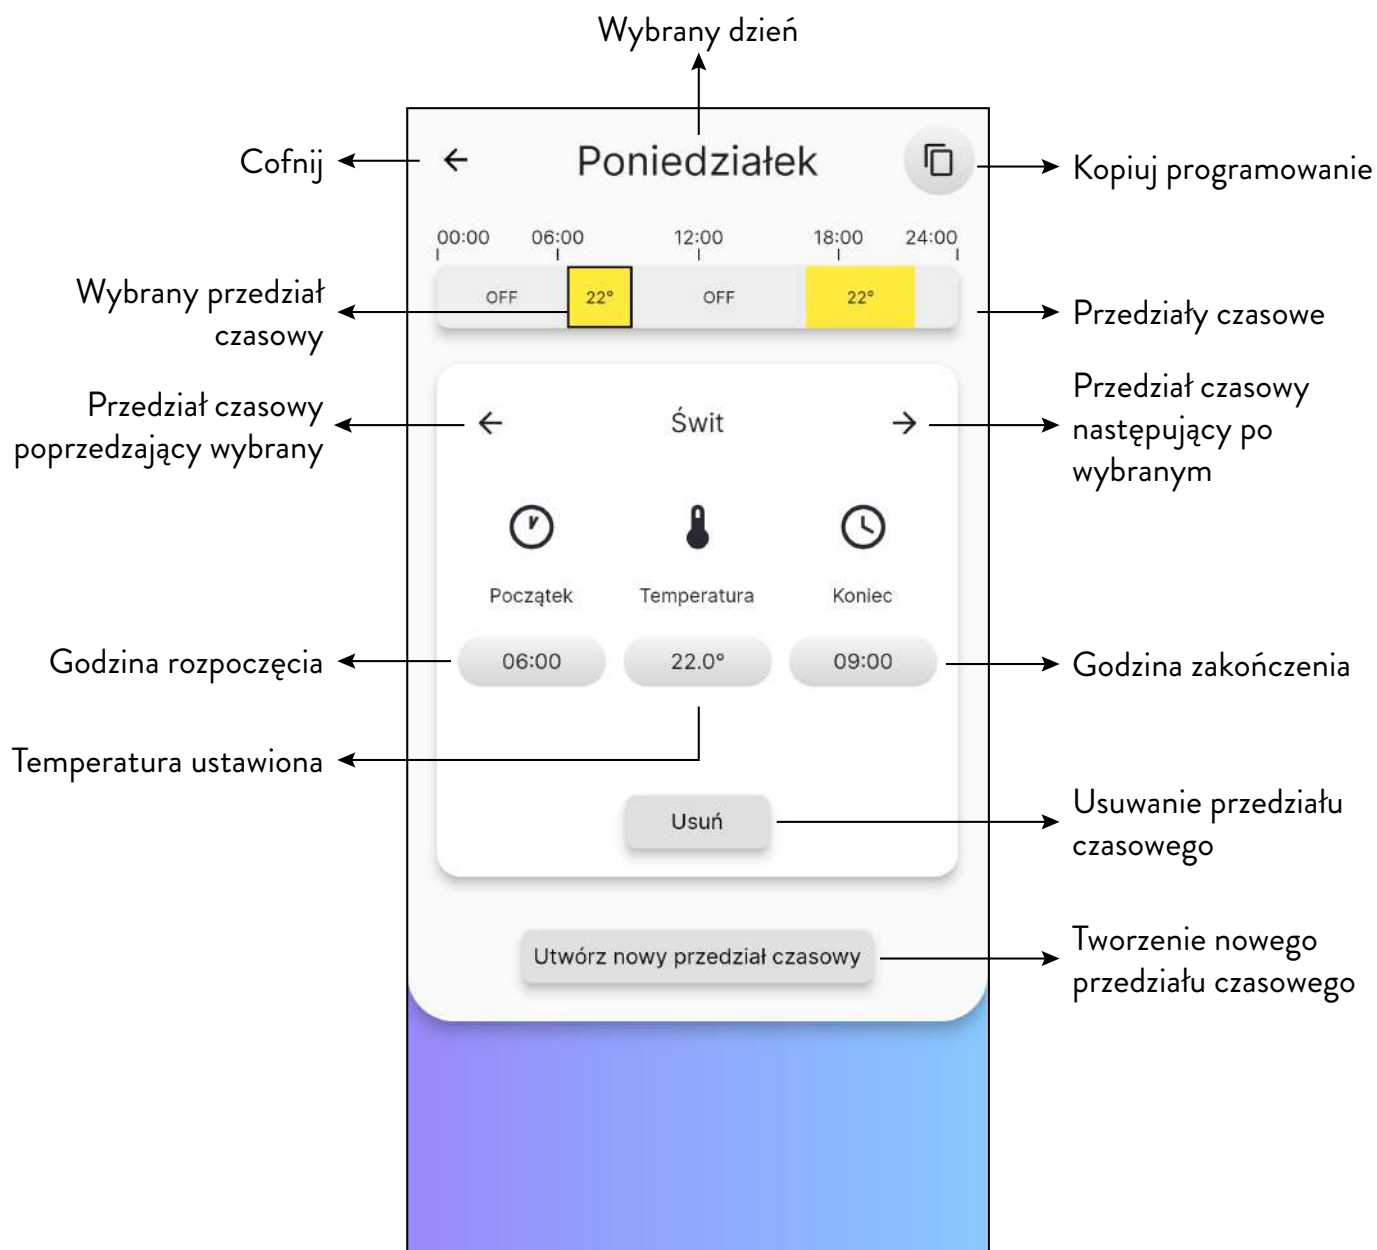 Wybrany dzień
Cofnij
Poniedziałek
Kopiuj programowanie
00:00 06:00 12:00 18:00 24:00
OFF 22° OFF 22°
Wybrany przedział
czasowy
Przedziały czasowe
Przedział czasowy
poprzedzający wybrany
Świt
Przedział czasowy
następujący po
wybranym
Początek Temperatura Koniec
Godzina rozpoczęcia
06:00 22.0° 09:00
Godzina zakończenia
Temperatura ustawiona
Usuń
Usuwanie przedziału
czasowego
Utwórz nowy przedział czasowy
Tworzenie nowego
przedziału czasowego